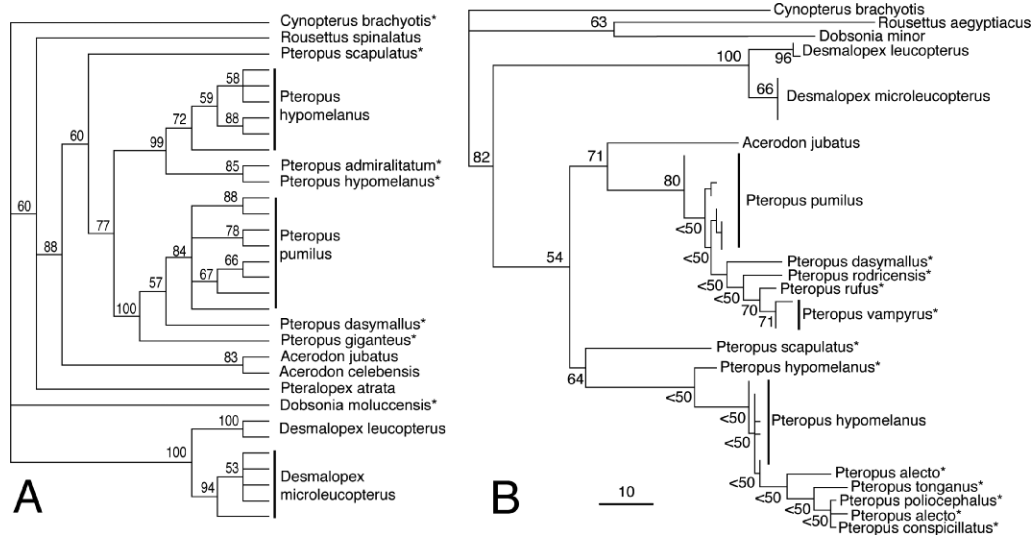 Cynopterus brachyotis*
Rousettus spinalatus
Pteropus scapulatus*
58
59
72
88
Pteropus
hypomelanus
60
99
85
Pteropus admiralitatum*
Pteropus hypomelanus*
60
77
88
88
78
84
66
67
Pteropus
pumilus
57
100
Pteropus dasymallus*
Pteropus giganteus*
83
Acerodon jubatus
Acerodon celebensis
Pteralopex atrata
Dobsonia moluccensis*
100
Desmalopex leucopterus
100
53
94
Desmalopex
microleucopterus
A
Cynopterus brachyotis
63
Rousettus aegyptiacus
Dobsonia minor
100
96
Desmalopex leucopterus
66
Desmalopex microleucopterus
82
71
Acerodon jubatus
80
Pteropus pumilus
<50
<50
54
Pteropus dasymallus*
<50
Pteropus rodricensis*
<50
Pteropus rufus*
70
71
Pteropus vampyrus*
64
Pteropus scapulatus*
Pteropus hypomelanus*
<50
<50
<50
Pteropus hypomelanus
Pteropus alecto*
<50
Pteropus tonganus*
<50
Pteropus poliocephalus*
<50
Pteropus alecto*
Pteropus conspicillatus*
10
B